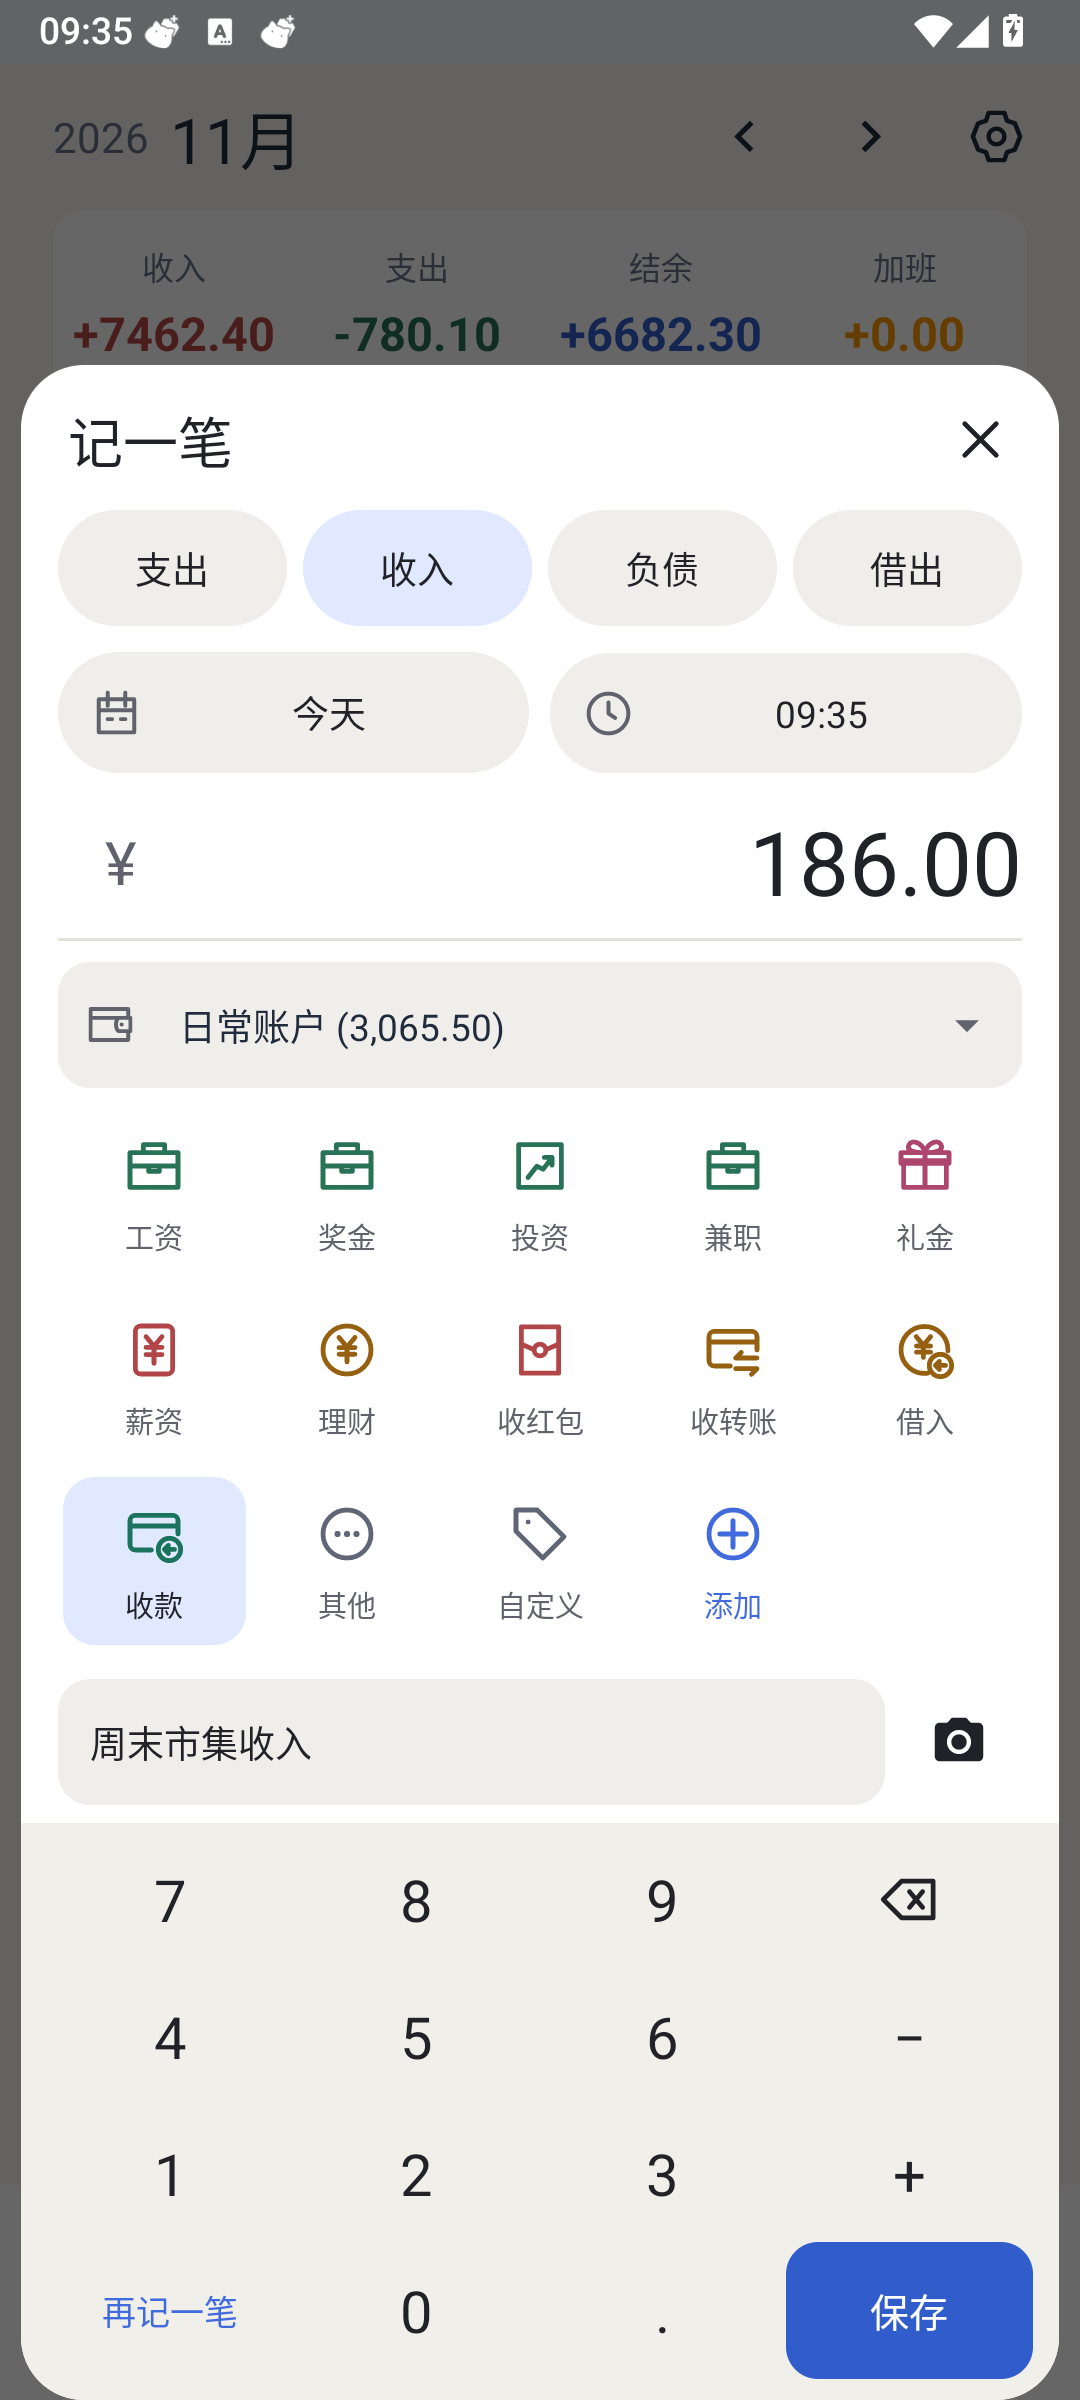 09:35
2026 11月
收入 支出 结余 加班
+7462.40 -780.10 +6682.30 +0.00
记一笔
支出 收入 负债 借出
今天 09:35
¥ 186.00
日常账户 (3,065.50)
工资 奖金 投资 兼职 礼金
薪资 理财 收红包 收转账 借入
收款 其他 自定义 添加
周末市集收入
7 8 9
4 5 6 −
1 2 3 +
再记一笔 0 . 保存